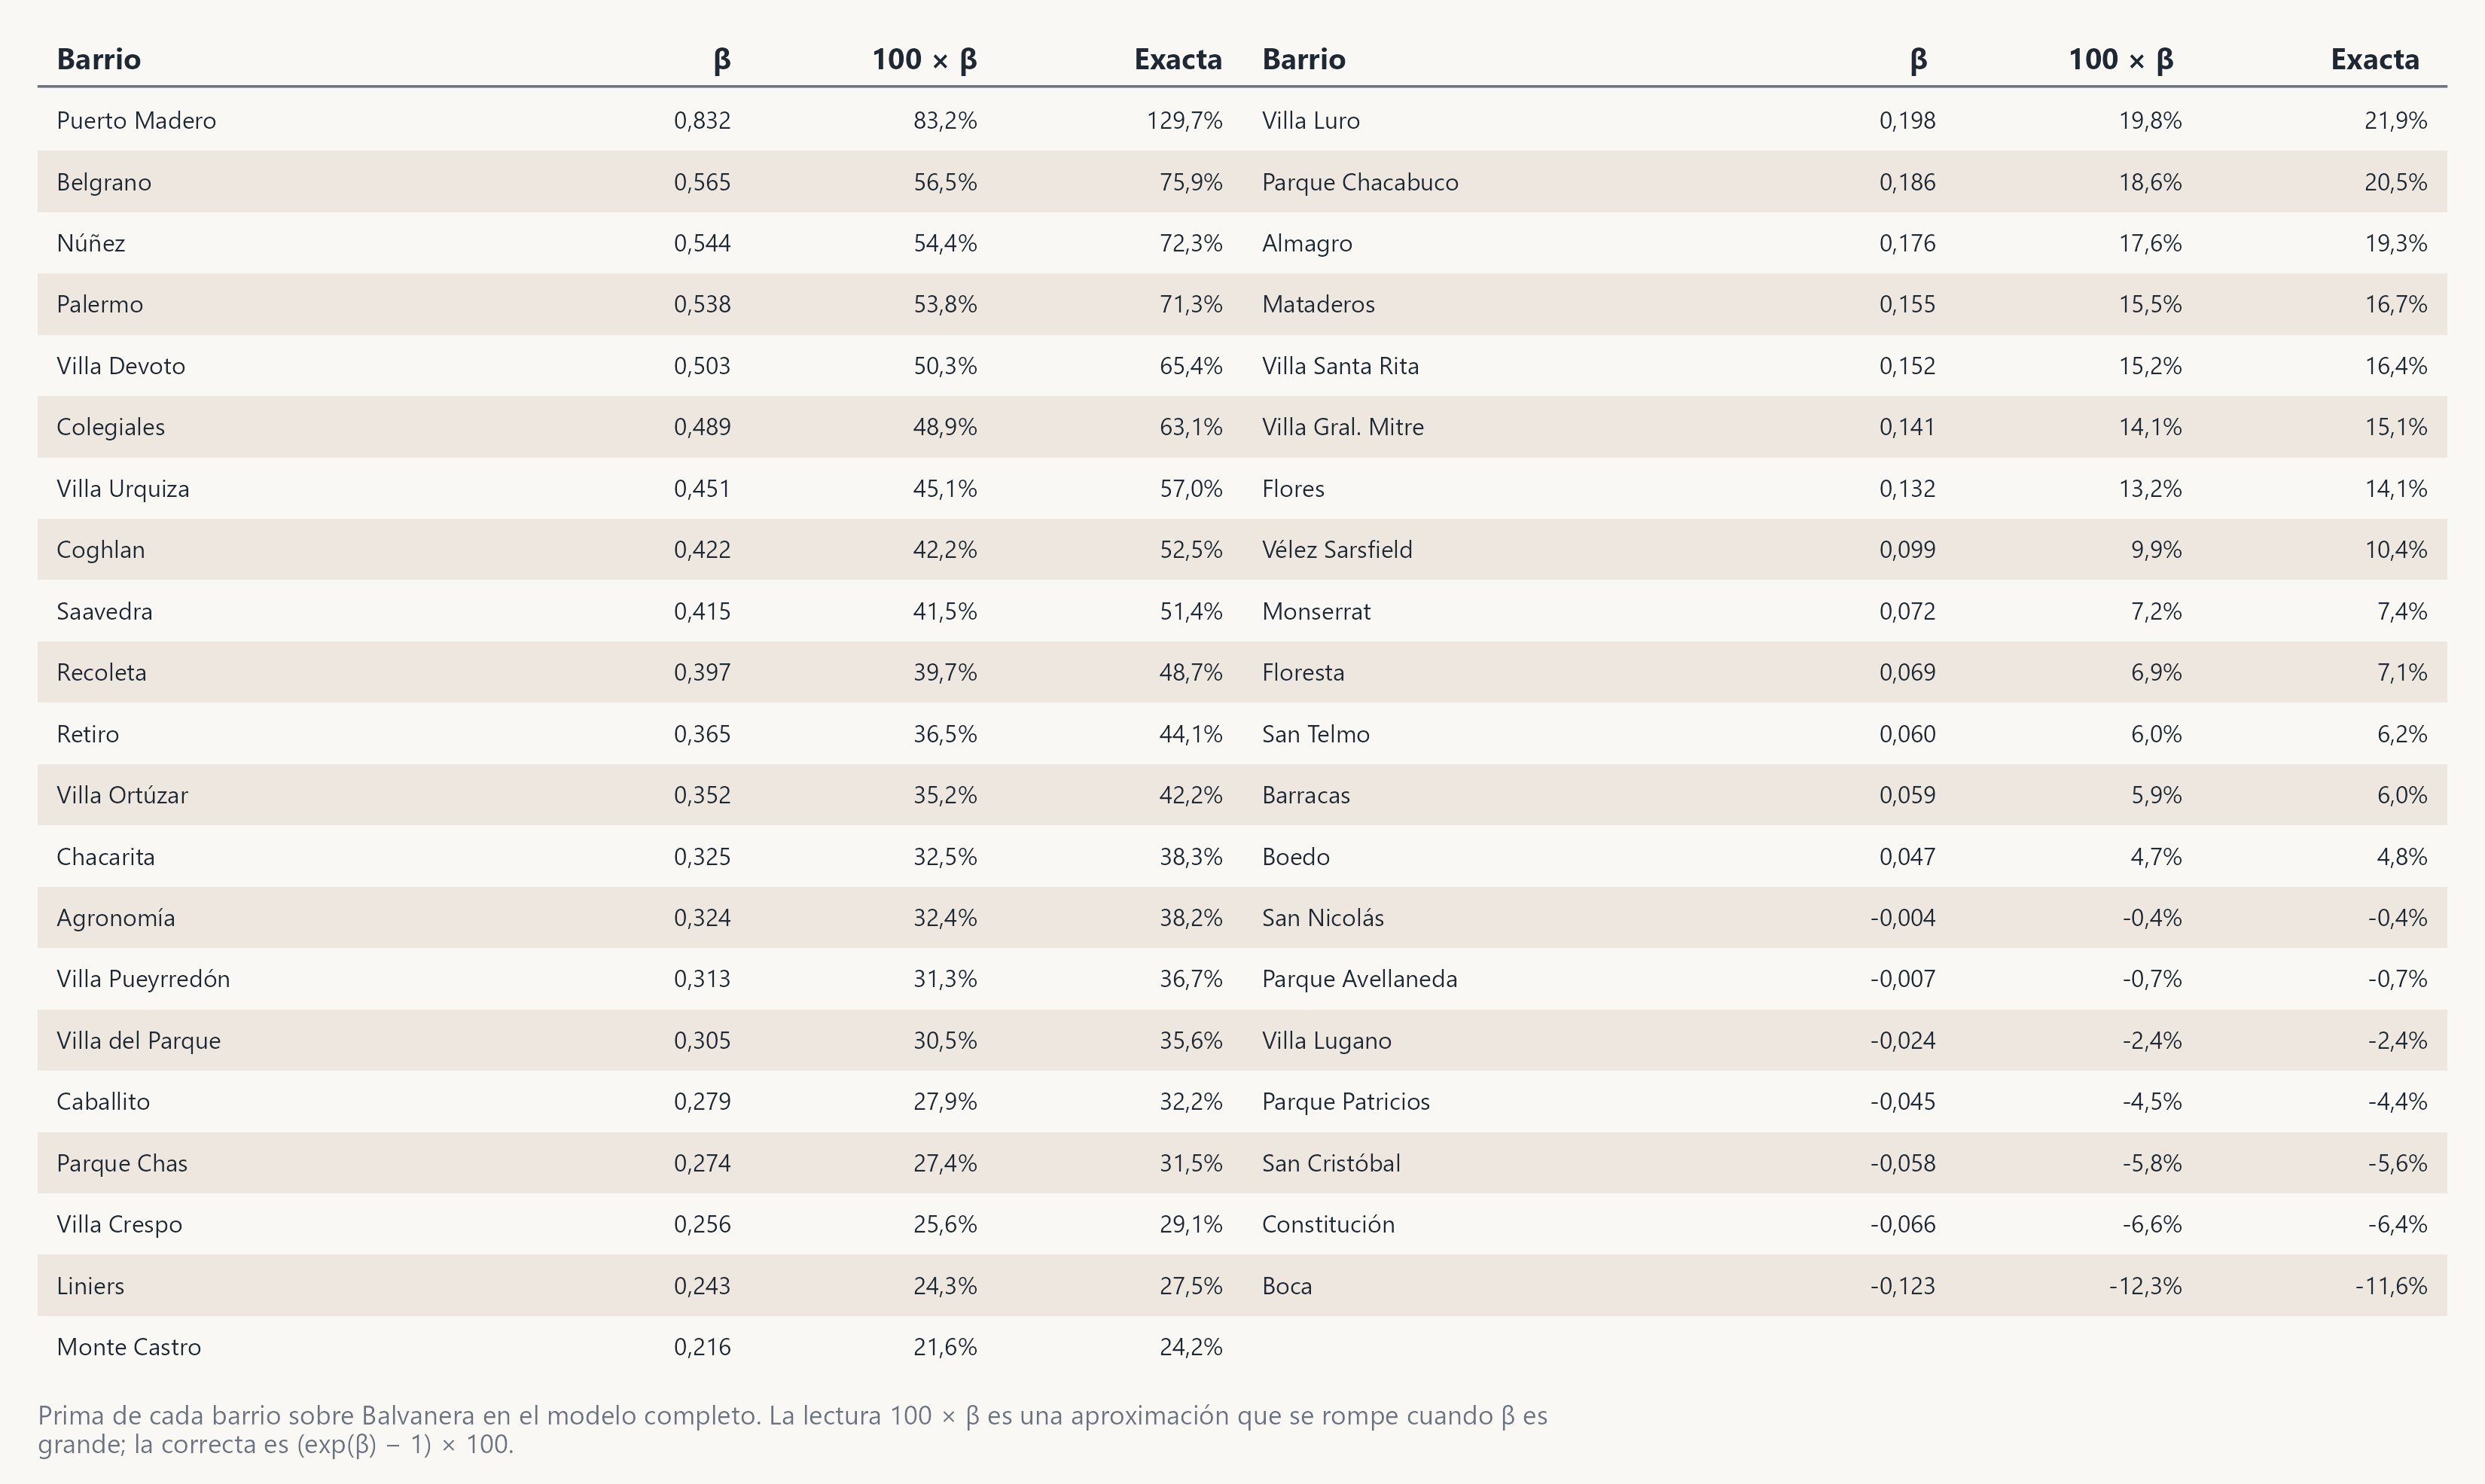 Barrio β 100 × β Exacta Barrio β 100 × β Exacta
Puerto Madero 0,832 83,2% 129,7% Villa Luro 0,198 19,8% 21,9%
Belgrano 0,565 56,5% 75,9% Parque Chacabuco 0,186 18,6% 20,5%
Núñez 0,544 54,4% 72,3% Almagro 0,176 17,6% 19,3%
Palermo 0,538 53,8% 71,3% Mataderos 0,155 15,5% 16,7%
Villa Devoto 0,503 50,3% 65,4% Villa Santa Rita 0,152 15,2% 16,4%
Colegiales 0,489 48,9% 63,1% Villa Gral. Mitre 0,141 14,1% 15,1%
Villa Urquiza 0,451 45,1% 57,0% Flores 0,132 13,2% 14,1%
Coghlan 0,422 42,2% 52,5% Vélez Sarsfield 0,099 9,9% 10,4%
Saavedra 0,415 41,5% 51,4% Monserrat 0,072 7,2% 7,4%
Recoleta 0,397 39,7% 48,7% Floresta 0,069 6,9% 7,1%
Retiro 0,365 36,5% 44,1% San Telmo 0,060 6,0% 6,2%
Villa Ortúzar 0,352 35,2% 42,2% Barracas 0,059 5,9% 6,0%
Chacarita 0,325 32,5% 38,3% Boedo 0,047 4,7% 4,8%
Agronomía 0,324 32,4% 38,2% San Nicolás -0,004 -0,4% -0,4%
Villa Pueyrredón 0,313 31,3% 36,7% Parque Avellaneda -0,007 -0,7% -0,7%
Villa del Parque 0,305 30,5% 35,6% Villa Lugano -0,024 -2,4% -2,4%
Caballito 0,279 27,9% 32,2% Parque Patricios -0,045 -4,5% -4,4%
Parque Chas 0,274 27,4% 31,5% San Cristóbal -0,058 -5,8% -5,6%
Villa Crespo 0,256 25,6% 29,1% Constitución -0,066 -6,6% -6,4%
Liniers 0,243 24,3% 27,5% Boca -0,123 -12,3% -11,6%
Monte Castro 0,216 21,6% 24,2%
Prima de cada barrio sobre Balvanera en el modelo completo. La lectura 100 × β es una aproximación que se rompe cuando β es
grande; la correcta es (exp(β) − 1) × 100.